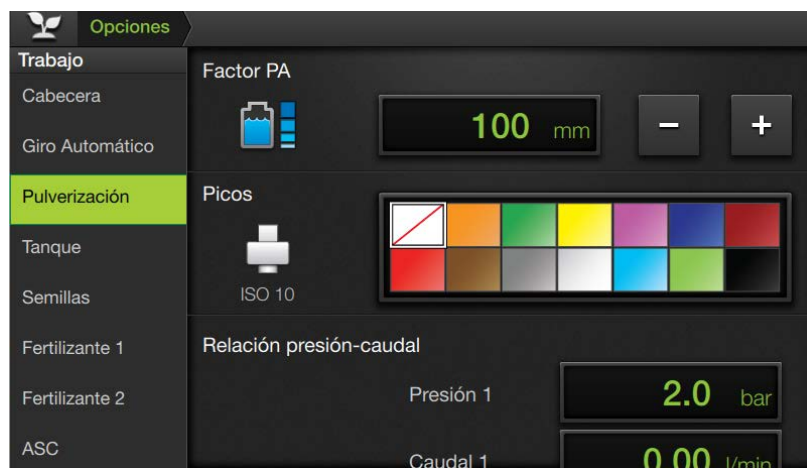 Opciones
Trabajo
Cabecera
Giro Automático
Pulverización
Tanque
Semillas
Fertilizante 1
Fertilizante 2
ASC
Factor PA
100 mm
− +
Picos
ISO 10
Relación presión-caudal
Presión 1
2.0 bar
Caudal 1
0.00 l/min